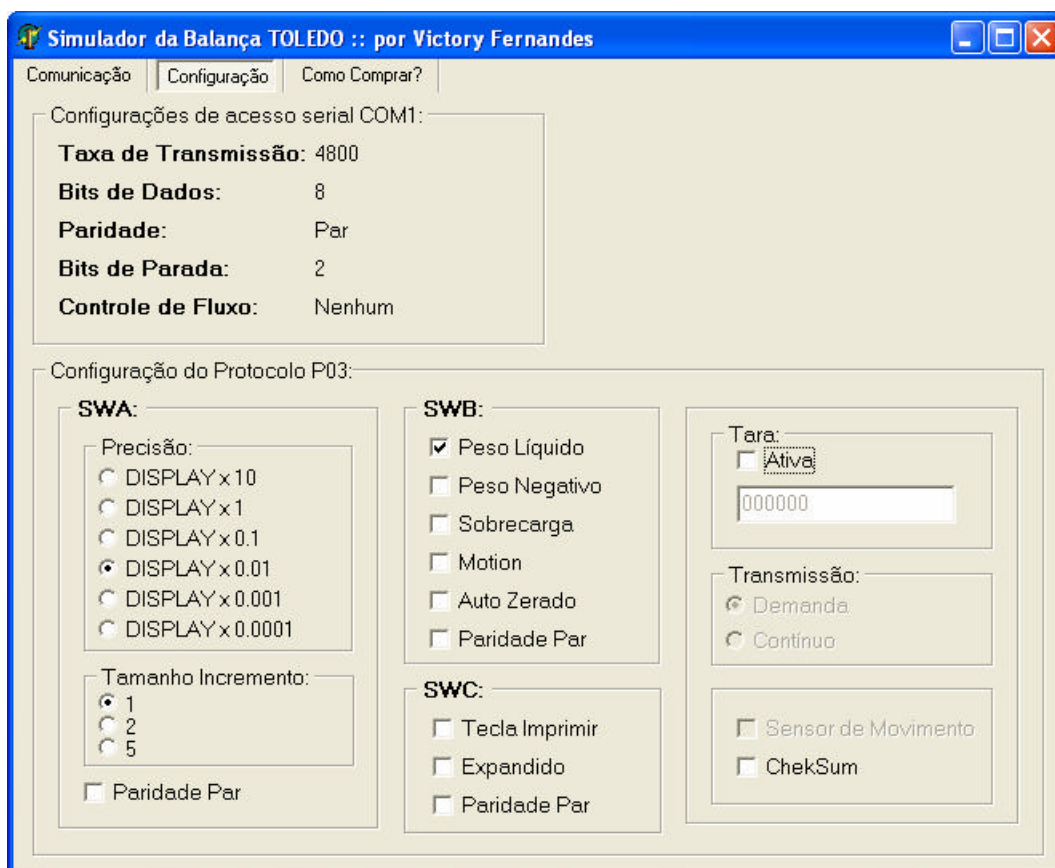 Simulador da Balança TOLEDO :: por Victory Fernandes
Comunicação Configuração Como Comprar?
Configurações de acesso serial COM1:
Taxa de Transmissão: 4800
Bits de Dados: 8
Paridade: Par
Bits de Parada: 2
Controle de Fluxo: Nenhum
Configuração do Protocolo P03:
SWA:
Precisão:
DISPLAY x 10
DISPLAY x 1
DISPLAY x 0.1
DISPLAY x 0.01
DISPLAY x 0.001
DISPLAY x 0.0001
Tamanho Incremento:
1
2
5
Paridade Par
SWB:
Peso Líquido
Peso Negativo
Sobrecarga
Motion
Auto Zerado
Paridade Par
SWC:
Tecla Imprimir
Expandido
Paridade Par
Tara:
Ativa
000000
Transmissão:
Demanda
Contínuo
Sensor de Movimento
ChekSum